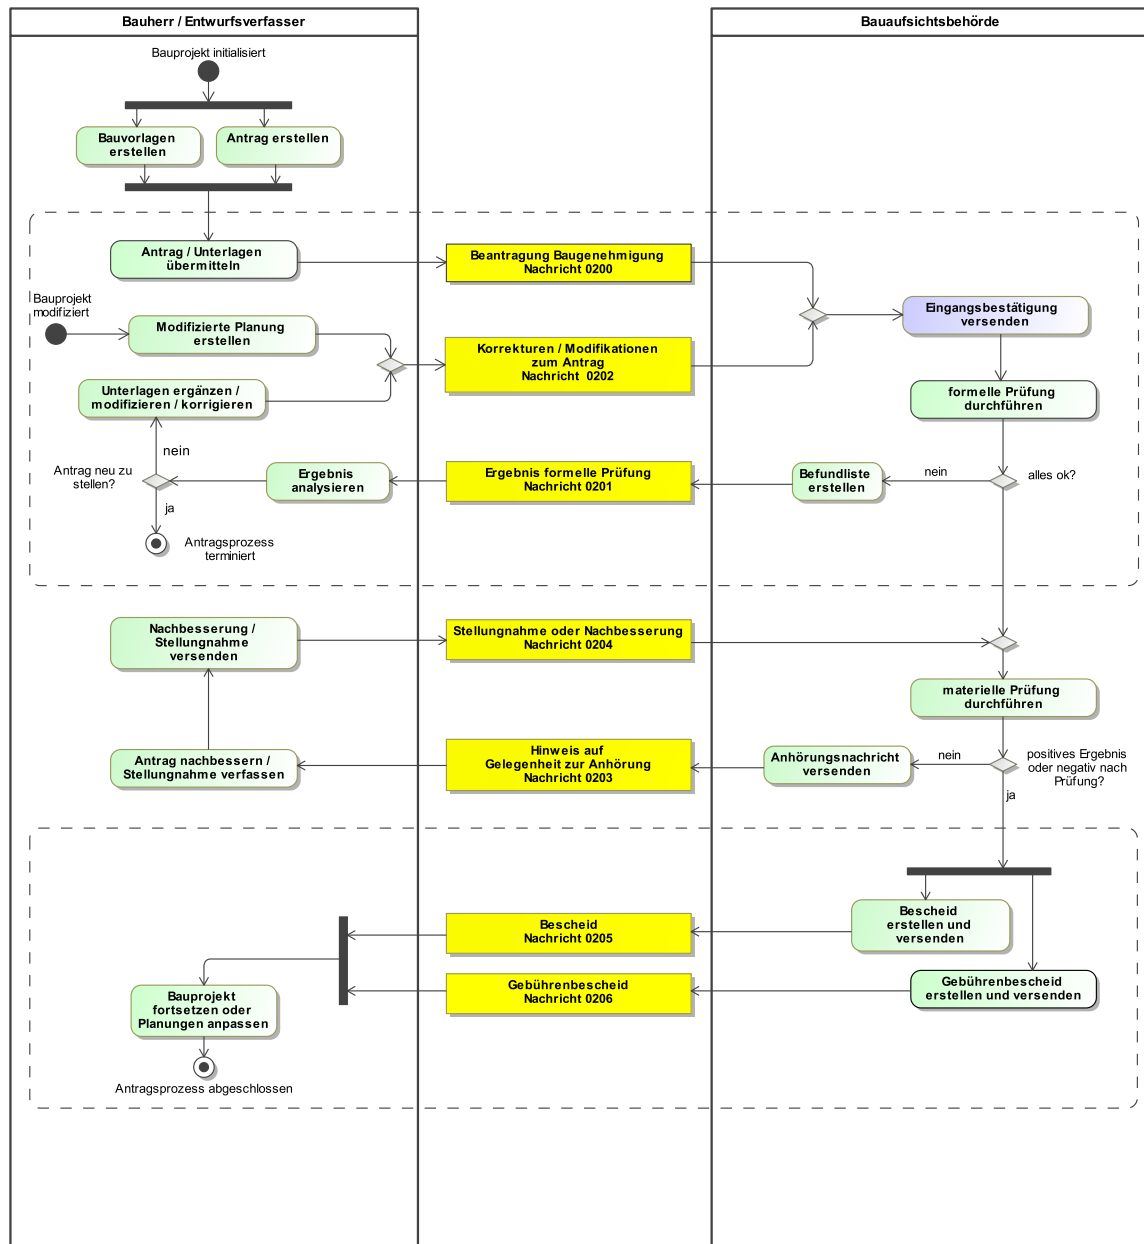 Bauherr / Entwurfsverfasser
Bauaufsichtsbehörde
Bauprojekt initialisiert
Bauvorlagen
erstellen
Antrag erstellen
Antrag / Unterlagen
übermitteln
Beantragung Baugenehmigung
Nachricht 0200
Bauprojekt
modifiziert
Modifizierte Planung
erstellen
Eingangsbestätigung
versenden
Korrekturen / Modifikationen
zum Antrag
Nachricht  0202
Unterlagen ergänzen /
modifizieren / korrigieren
formelle Prüfung
durchführen
nein
Antrag neu zu
stellen?
Ergebnis
analysieren
Ergebnis formelle Prüfung
Nachricht 0201
Befundliste
erstellen
nein
alles ok?
ja
Antragsprozess
terminiert
Nachbesserung /
Stellungnahme
versenden
Stellungnahme oder Nachbesserung
Nachricht 0204
materielle Prüfung
durchführen
Antrag nachbessern /
Stellungnahme verfassen
Hinweis auf
Gelegenheit zur Anhörung
Nachricht 0203
Anhörungsnachricht
versenden
nein
positives Ergebnis
oder negativ nach
Prüfung?
ja
Bescheid
erstellen und
versenden
Bescheid
Nachricht 0205
Gebührenbescheid
Nachricht 0206
Gebührenbescheid
erstellen und versenden
Bauprojekt
fortsetzen oder
Planungen anpassen
Antragsprozess abgeschlossen